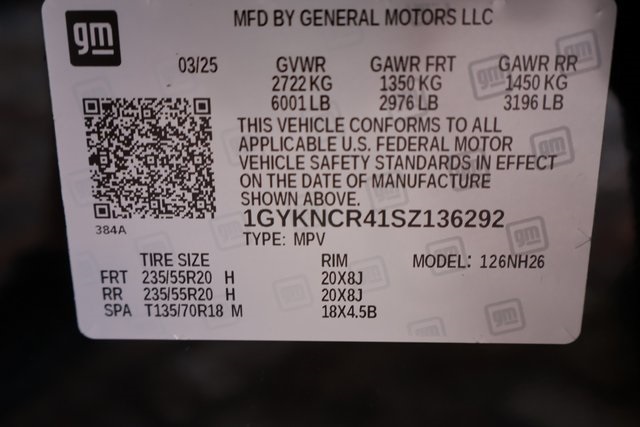 gm
MFD BY GENERAL MOTORS LLC
03/25 GVWR GAWR FRT GAWR RR
2722 KG 1350 KG 1450 KG
6001 LB 2976 LB 3196 LB
THIS VEHICLE CONFORMS TO ALL
APPLICABLE U.S. FEDERAL MOTOR
VEHICLE SAFETY STANDARDS IN EFFECT
ON THE DATE OF MANUFACTURE
SHOWN ABOVE.
1GYKNCR41SZ136292
384A
TYPE: MPV
TIRE SIZE RIM MODEL: 126NH26
FRT 235/55R20 H 20X8J
RR 235/55R20 H 20X8J
SPA T135/70R18 M 18X4.5B